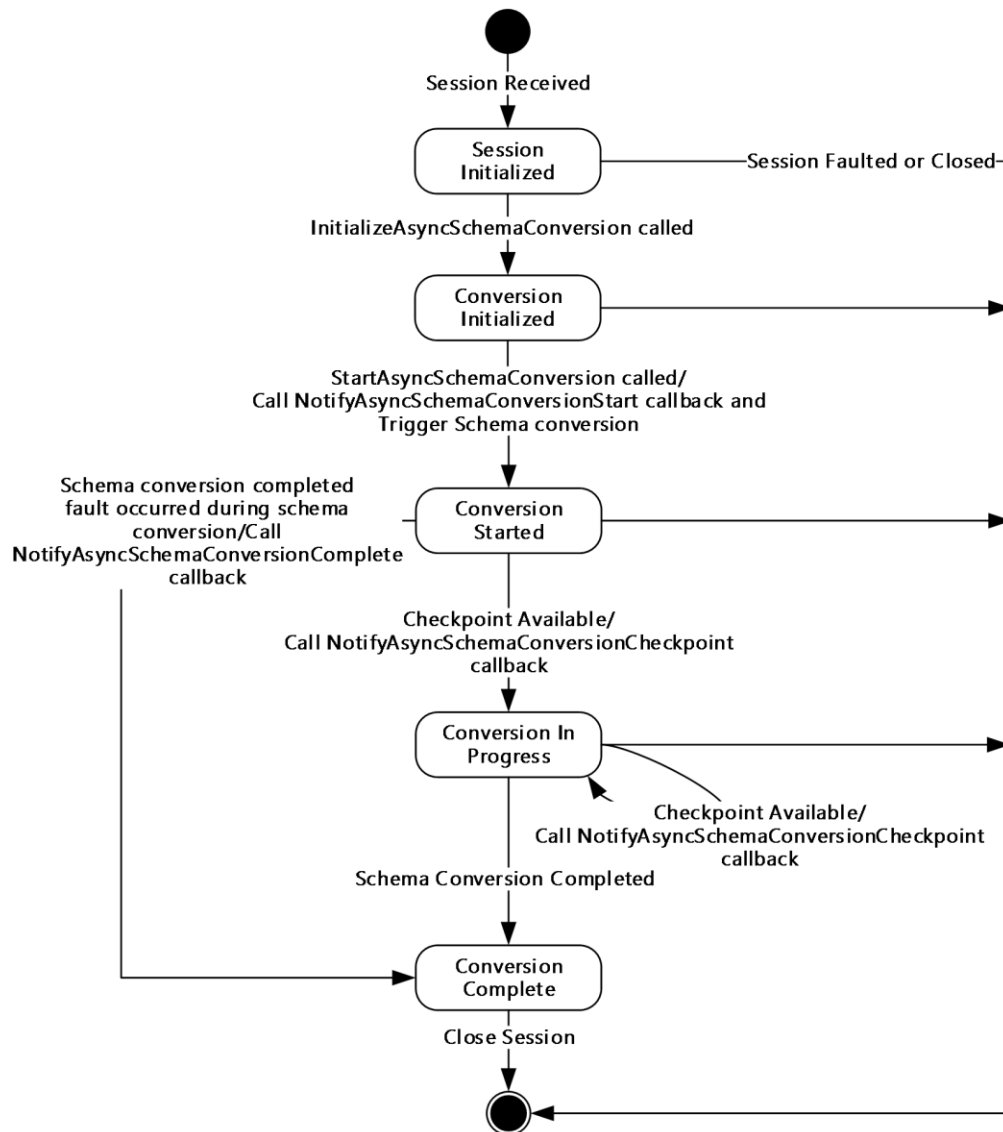 Session Received
Session
Initialized
Session Faulted or Closed
InitializeAsyncSchemaConversion called
Conversion
Initialized
StartAsyncSchemaConversion called/
Call NotifyAsyncSchemaConversionStart callback and
Trigger Schema conversion
Schema conversion completed
fault occurred during schema
conversion/Call
NotifyAsyncSchemaConversionComplete
callback
Conversion
Started
Checkpoint Available/
Call NotifyAsyncSchemaConversionCheckpoint
callback
Conversion In
Progress
Checkpoint Available/
Call NotifyAsyncSchemaConversionCheckpoint
callback
Schema Conversion Completed
Conversion
Complete
Close Session